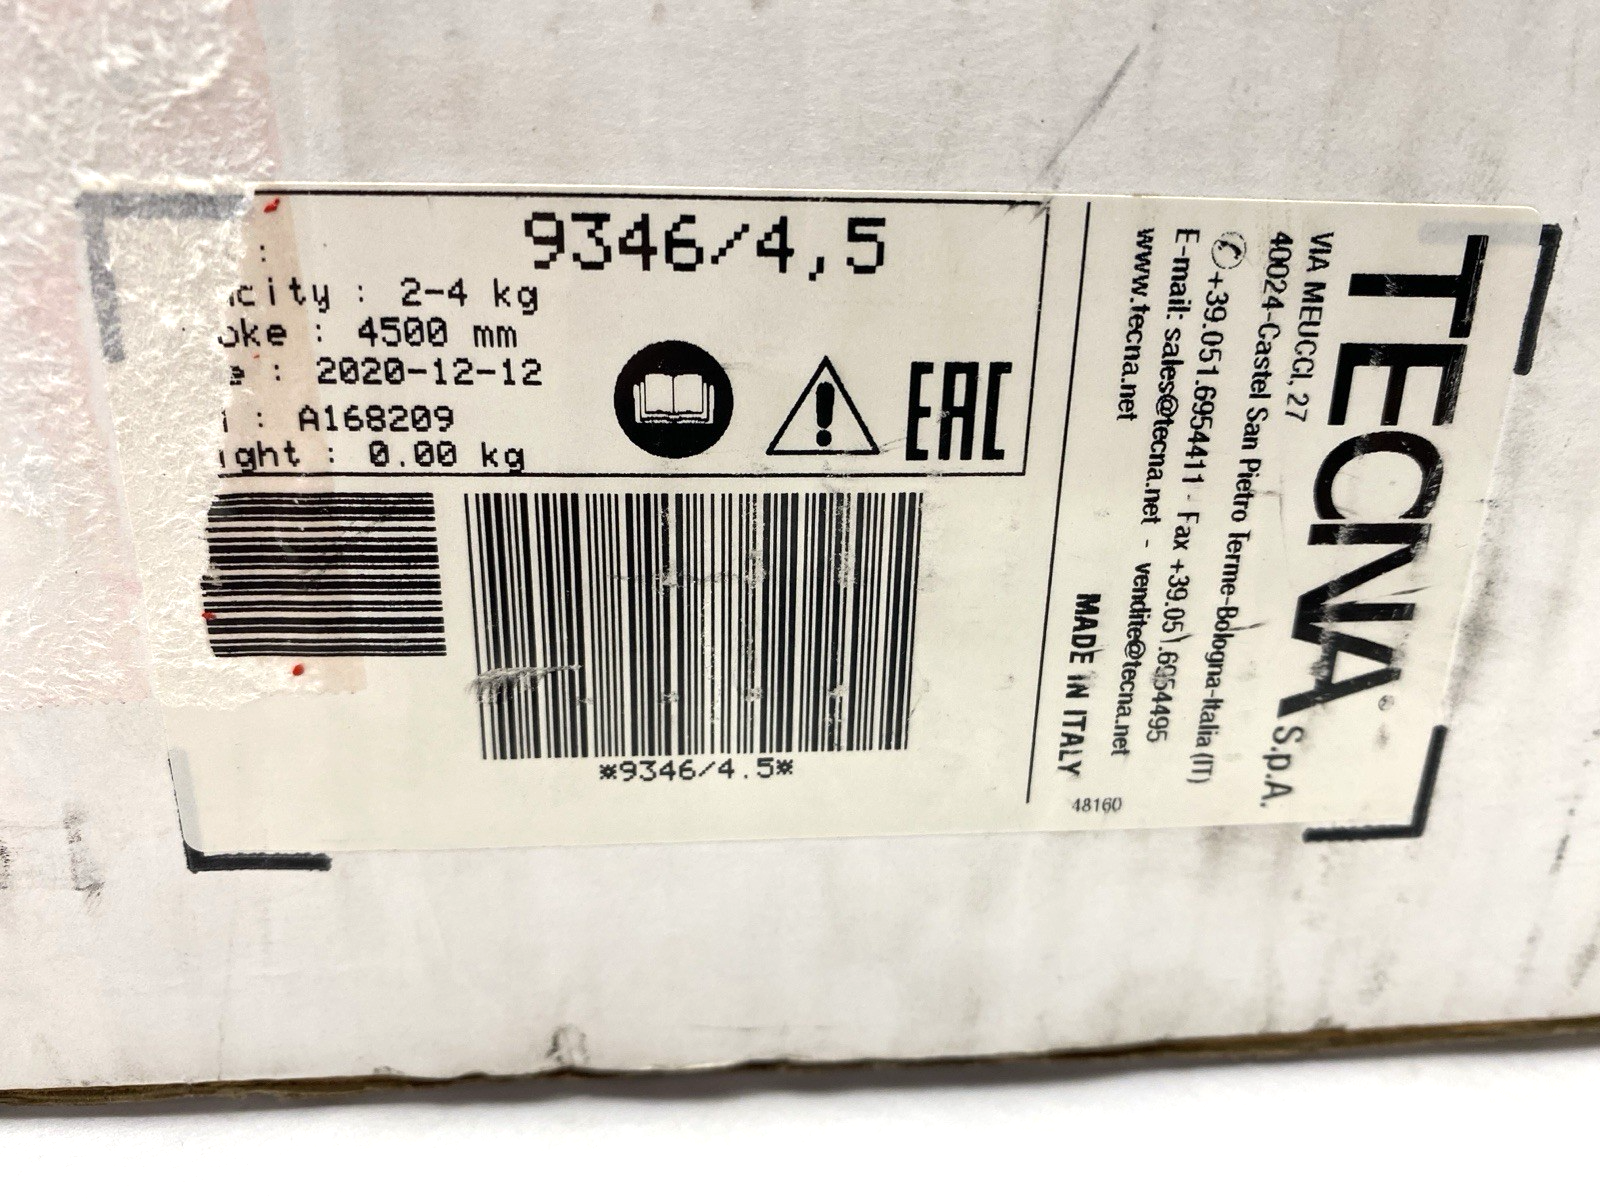 : 9346/4,5
city : 2-4 kg
oke : 4500 mm
e : 2020-12-12
: A168209
ight : 0.00 kg
EAC
*9346/4.5*
TECNA® S.p.A.
VIA MEUCCI, 27
40024-Castel San Pietro Terme-Bologna-Italia (IT)
✆+39.051.6954411 - Fax +39.051.6954495
E-mail: sales@tecna.net - vendite@tecna.net
www.tecna.net
MADE IN ITALY
48160